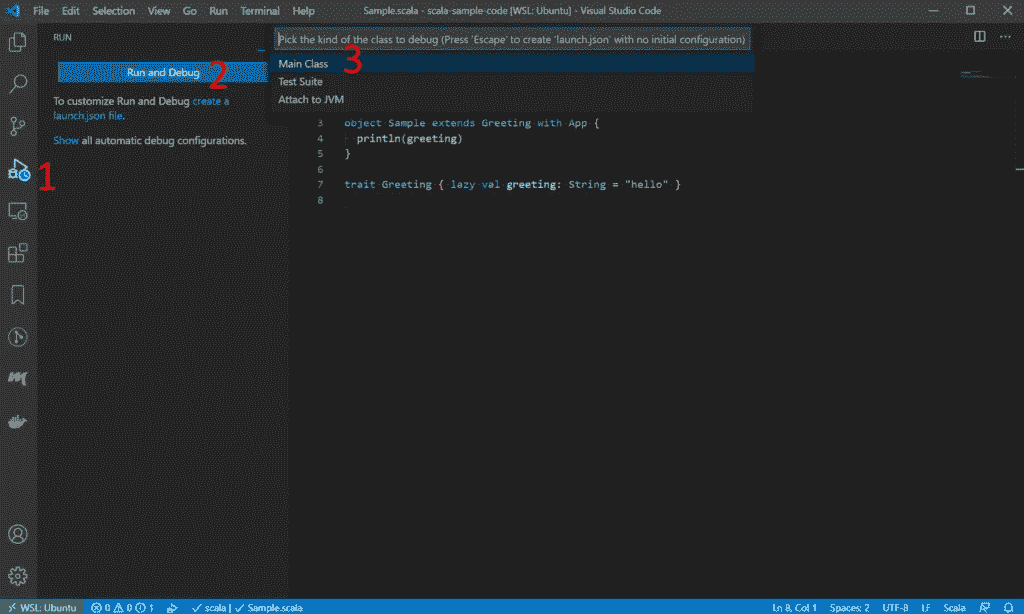 File Edit Selection View Go Run Terminal Help Sample.scala - scala-sample-code [WSL: Ubuntu] - Visual Studio Code
RUN
Pick the kind of the class to debug (Press 'Escape' to create 'launch.json' with no initial configuration)
Main Class
3
Run and Debug
2
Test Suite
To customize Run and Debug create a
launch.json file.
Attach to JVM
3 object Sample extends Greeting with App {
4 println(greeting)
Show all automatic debug configurations.
5 }
6
1
7 trait Greeting { lazy val greeting: String = "hello" }
8
WSL: Ubuntu 0 0 1 scala | Sample.scala Ln 8, Col 1 Spaces: 2 UTF-8 LF Scala